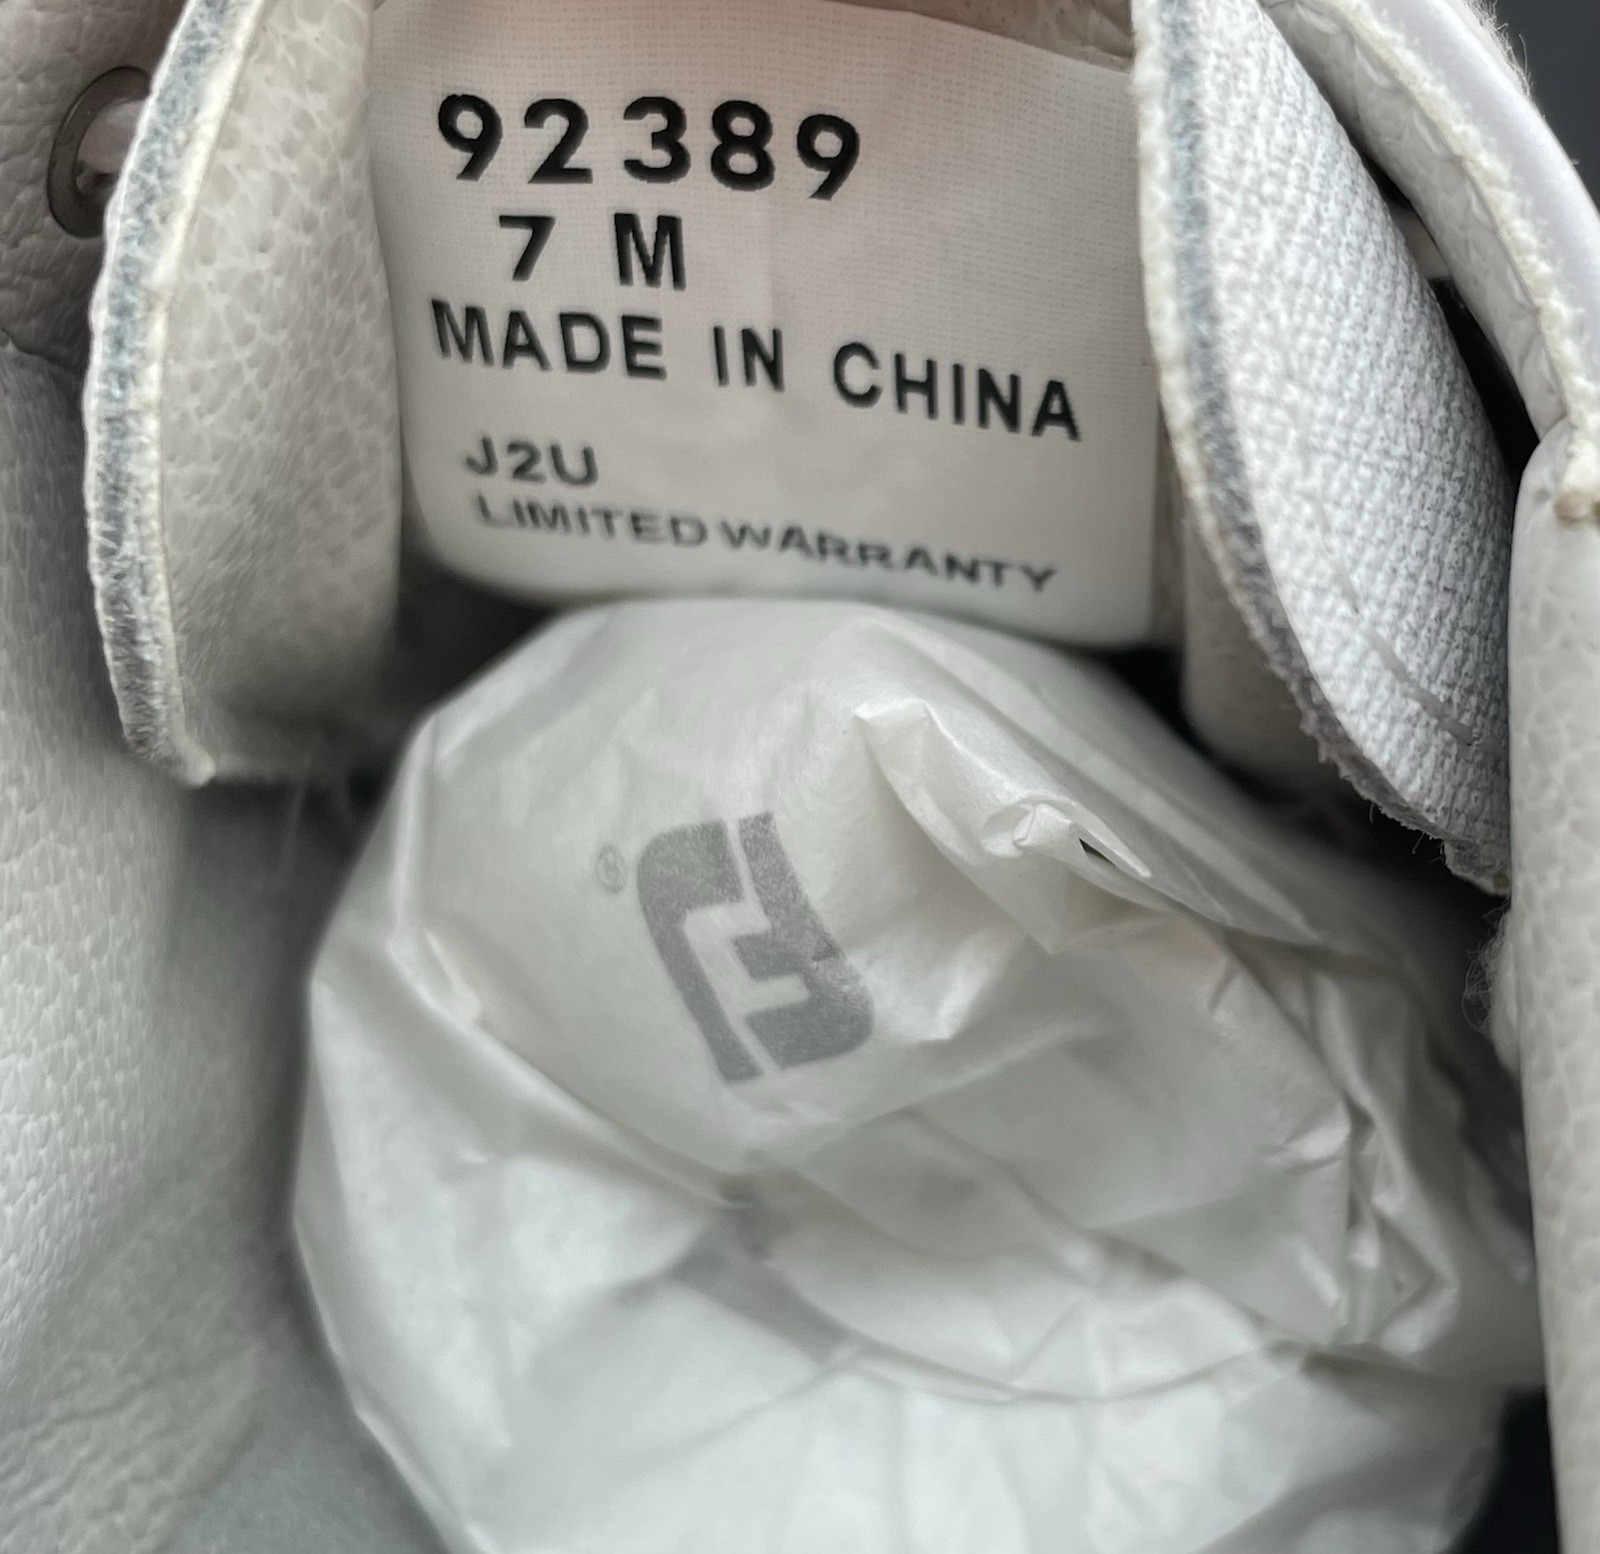 92389
7 M
MADE IN CHINA
J2U
LIMITED WARRANTY
FJ
®